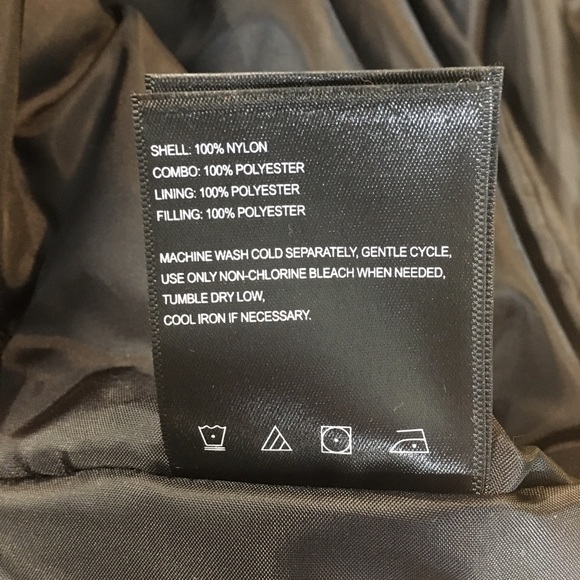 SHELL: 100% NYLON
COMBO: 100% POLYESTER
LINING: 100% POLYESTER
FILLING: 100% POLYESTER
MACHINE WASH COLD SEPARATELY, GENTLE CYCLE,
USE ONLY NON-CHLORINE BLEACH WHEN NEEDED,
TUMBLE DRY LOW,
COOL IRON IF NECESSARY.